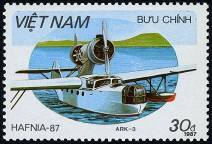 VIỆT NAM BƯU CHÍNH
HAFNIA-87 ARK-3 30đ
1987